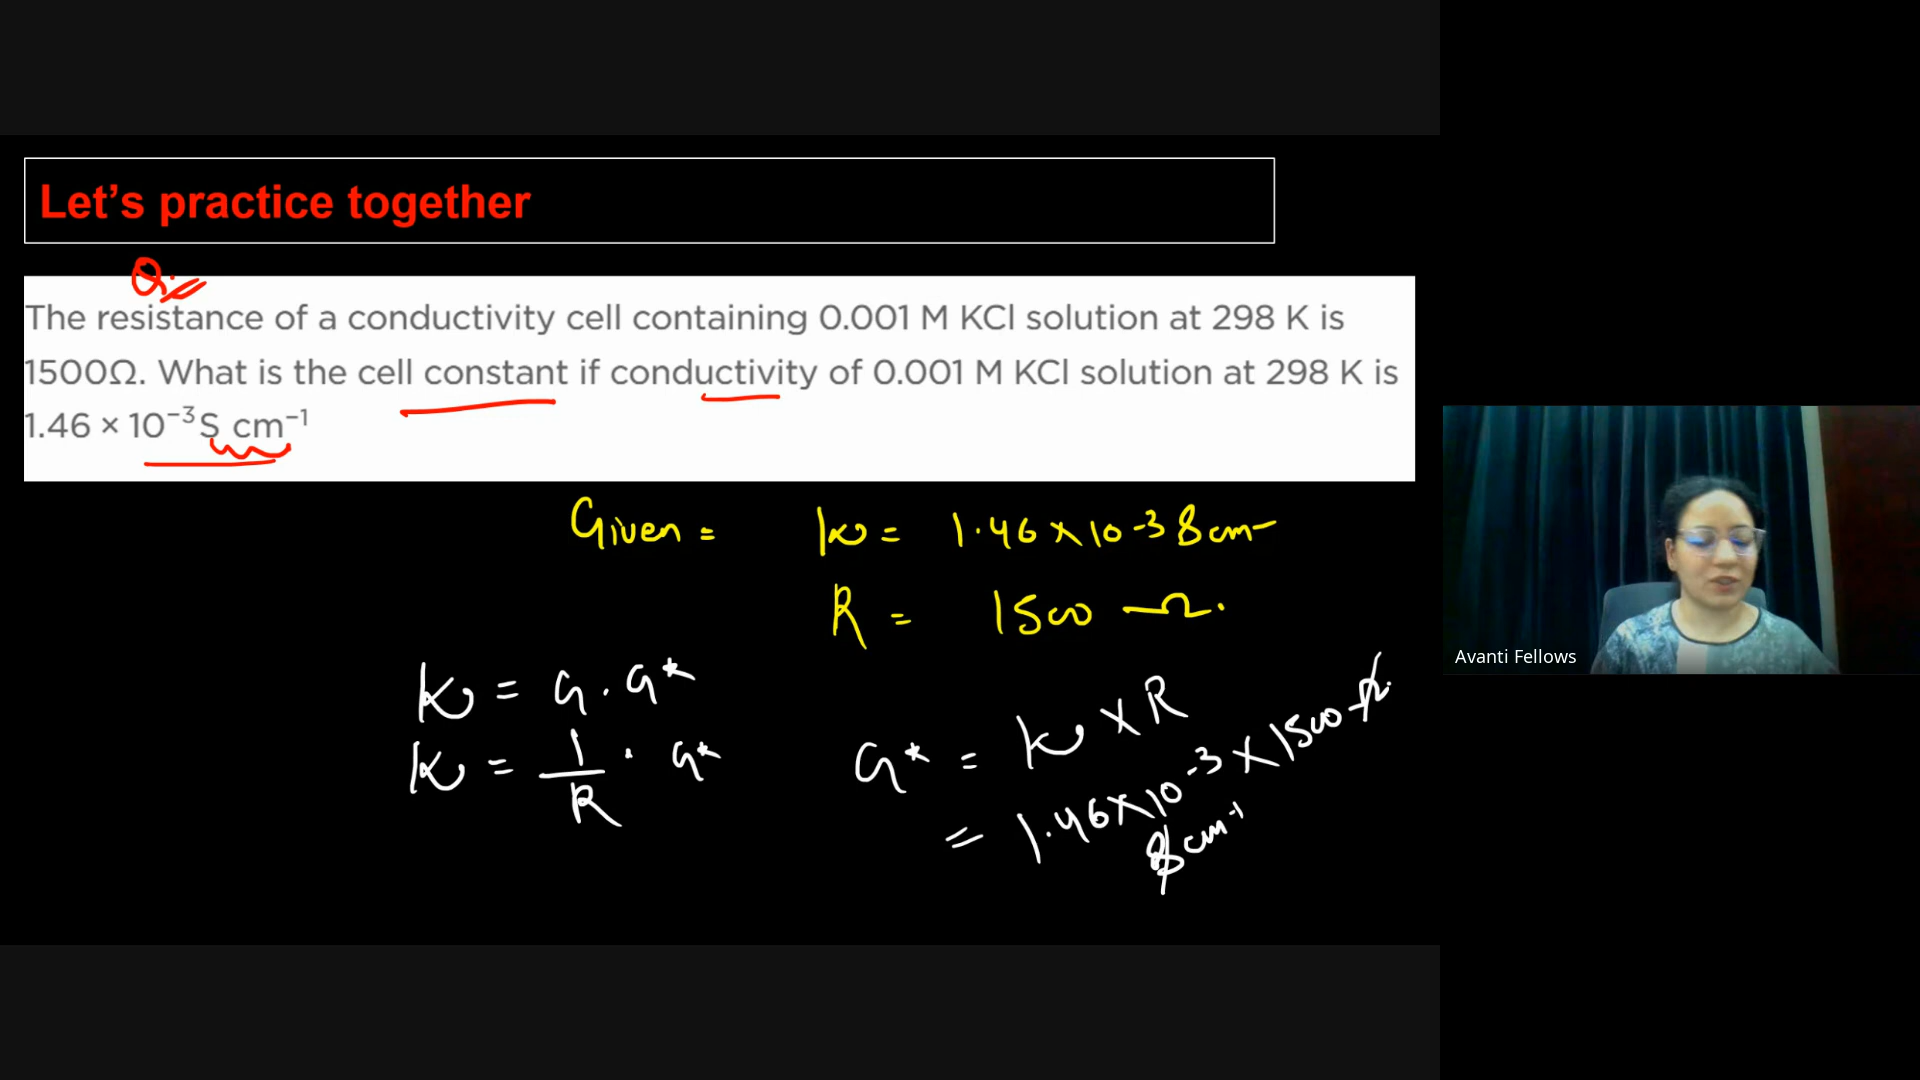 Let's practice together
Q.
The resistance of a conductivity cell containing 0.001 M KCl solution at 298 K is
1500Ω. What is the cell constant if conductivity of 0.001 M KCl solution at 298 K is
1.46 × 10⁻³S cm⁻¹
Given = K = 1.46 × 10⁻³ S cm⁻
R = 1500 Ω.
K = G . G*
K = 1/R . G*
G* = K × R
= 1.46 × 10⁻³ × 1500 Ω
S cm⁻¹
Avanti Fellows